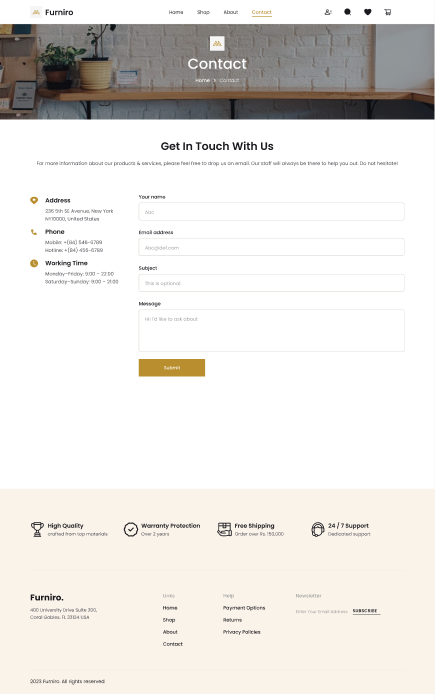 Furniro
Home Shop About Contact
Contact
Home > Contact
Get In Touch With Us
For more information about our products & services, please feel free to drop us an email. Our staff will always be there to help you out. Do not hesitate!
Address
236 5th SE Avenue, New York
NY10000, United States
Phone
Mobile: +(84) 546-6789
Hotline: +(84) 456-6789
Working Time
Monday-Friday: 9:00 - 22:00
Saturday-Sunday: 9:00 - 21:00
Your name
Abc
Email address
Abc@def.com
Subject
This is optional
Message
Hi! i'd like to ask about
Submit
High Quality
crafted from top materials
Warranty Protection
Over 2 years
Free Shipping
Order over Rs. 150,000
24 / 7 Support
Dedicated support
Furniro.
400 University Drive Suite 200,
Coral Gables, FL 33134 USA
Links
Home
Shop
About
Contact
Help
Payment Options
Returns
Privacy Policies
Newsletter
Enter Your Email Address SUBSCRIBE
2023 Furniro. All rights reserved